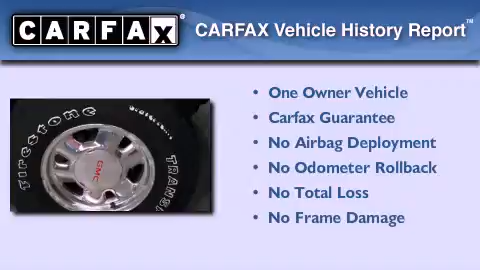 CARFAX ®
CARFAX Vehicle History Report™
• One Owner Vehicle
• Carfax Guarantee
• No Airbag Deployment
• No Odometer Rollback
• No Total Loss
• No Frame Damage
Firestone
TRANSF
GMC